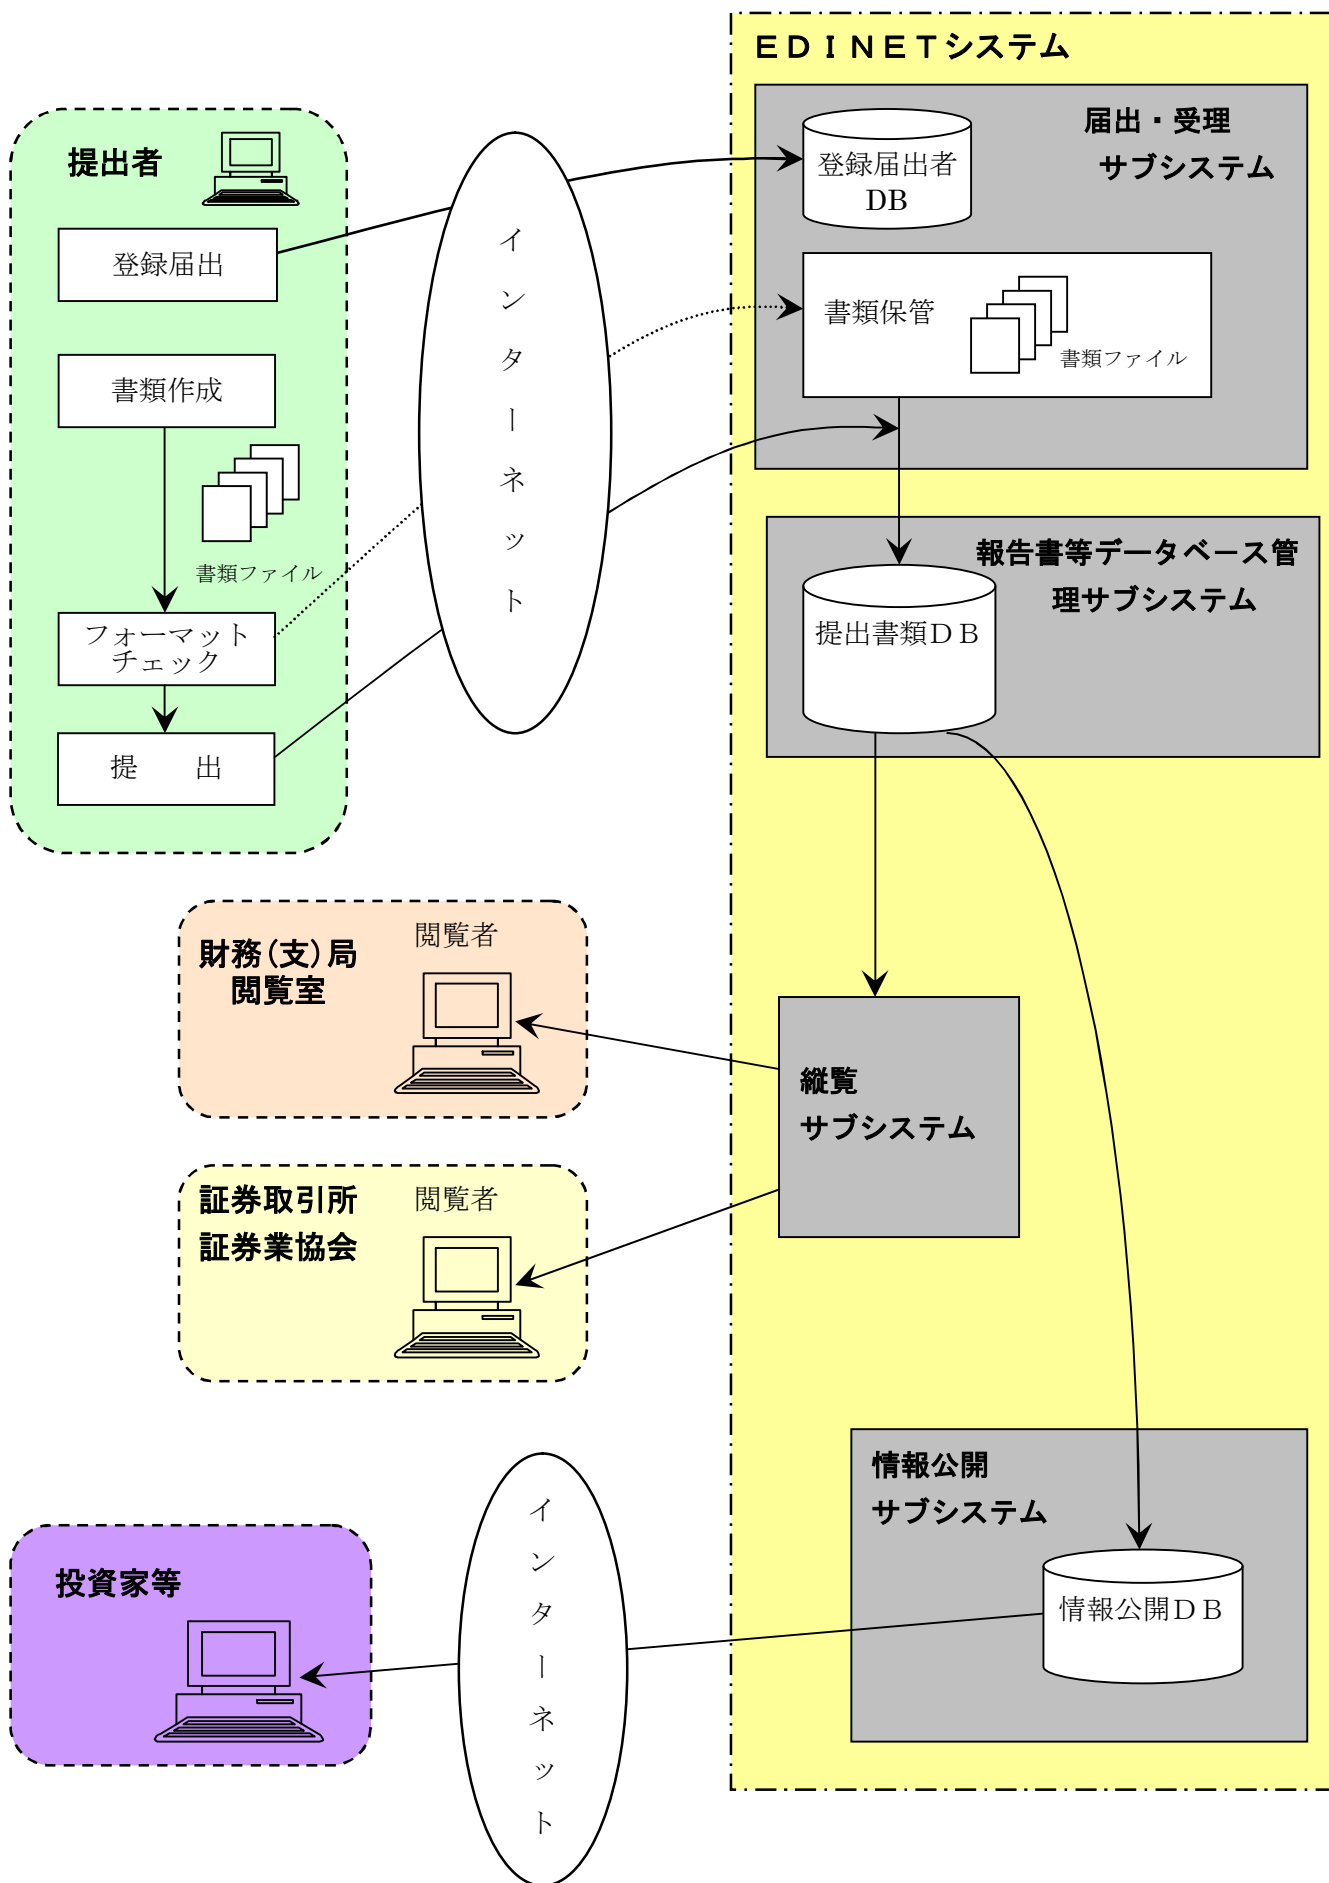 ＥＤＩＮＥＴシステム
届出・受理
サブシステム
登録届出者
DB
書類保管
書類ファイル
提出者
登録届出
書類作成
書類ファイル
フォーマット
チェック
提　　出
インターネット
報告書等データベース管
理サブシステム
提出書類ＤＢ
財務(支)局
閲覧室
閲覧者
縦覧
サブシステム
証券取引所
証券業協会
閲覧者
情報公開
サブシステム
情報公開ＤＢ
インターネット
投資家等